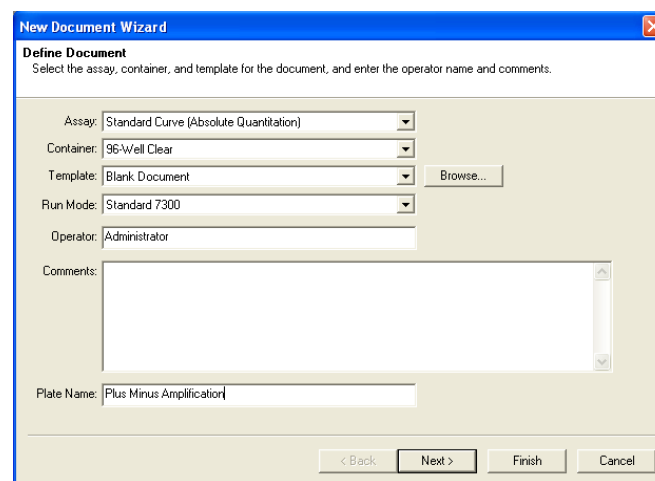 New Document Wizard
Define Document
Select the assay, container, and template for the document, and enter the operator name and comments.
Assay: Standard Curve (Absolute Quantitation)
Container: 96-Well Clear
Template: Blank Document Browse...
Run Mode: Standard 7300
Operator: Administrator
Comments:
Plate Name: Plus Minus Amplification
< Back Next > Finish Cancel